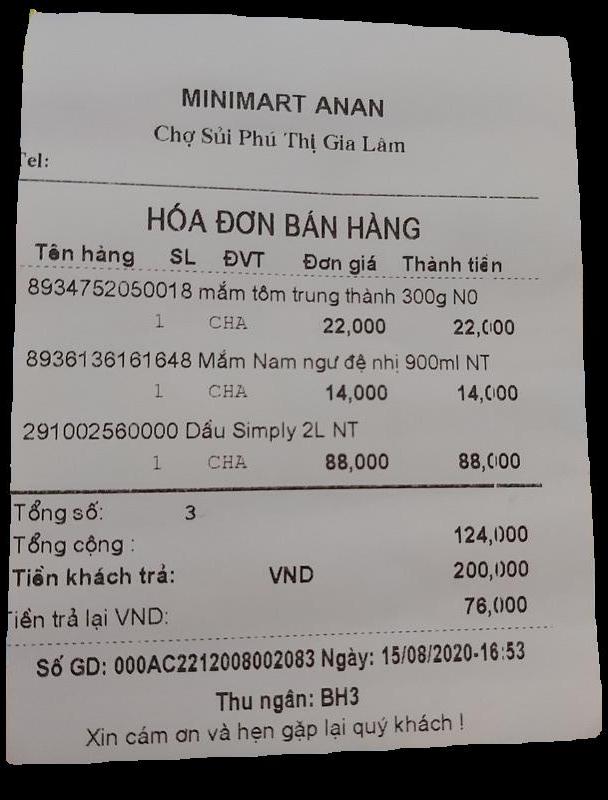 MINIMART ANAN
Chợ Sủi Phú Thị Gia Lâm
Tel:
HÓA ĐƠN BÁN HÀNG
Tên hàng SL ĐVT Đơn giá Thành tiền
8934752050018 mắm tôm trung thành 300g N0
1 CHA 22,000 22,000
8936136161648 Mắm Nam ngư đệ nhị 900ml NT
1 CHA 14,000 14,000
291002560000 Dầu Simply 2L NT
1 CHA 88,000 88,000
Tổng số: 3
Tổng cộng : 124,000
Tiền khách trả: VND 200,000
Tiền trả lại VND: 76,000
Số GD: 000AC2212008002083 Ngày: 15/08/2020-16:53
Thu ngân: BH3
Xin cám ơn và hẹn gặp lại quý khách !